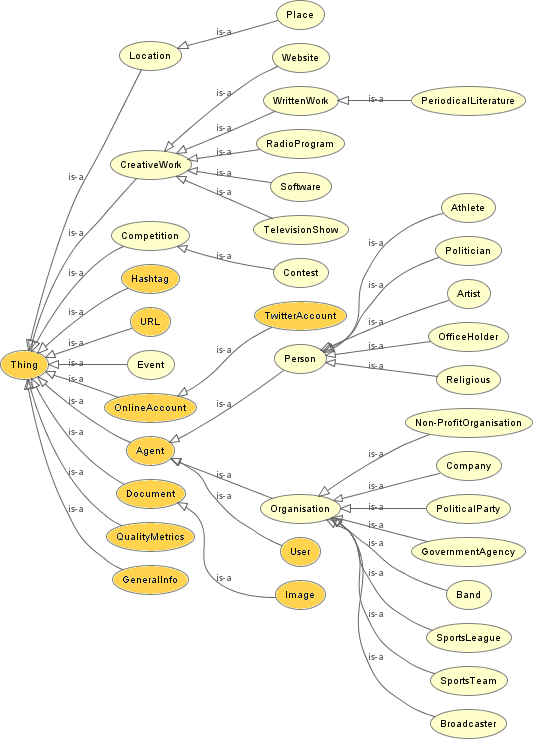 Place
is-a
Location
Website
is-a
WrittenWork
is-a
PeriodicalLiterature
is-a
RadioProgram
is-a
CreativeWork
is-a
is-a
Software
is-a
TelevisionShow
is-a
Athlete
Competition
is-a
is-a
Politician
is-a
Contest
is-a
Hashtag
is-a
Artist
is-a
TwitterAccount
URL
is-a
is-a
OfficeHolder
is-a
Person
is-a
Thing
is-a
Event
is-a
Religious
is-a
OnlineAccount
is-a
is-a
Non-ProfitOrganisation
is-a
Agent
is-a
Company
is-a
Document
is-a
is-a
Organisation
is-a
PoliticalParty
is-a
QualityMetrics
is-a
User
is-a
GovernmentAgency
GeneralInfo
is-a
Image
is-a
Band
is-a
SportsLeague
is-a
SportsTeam
Broadcaster